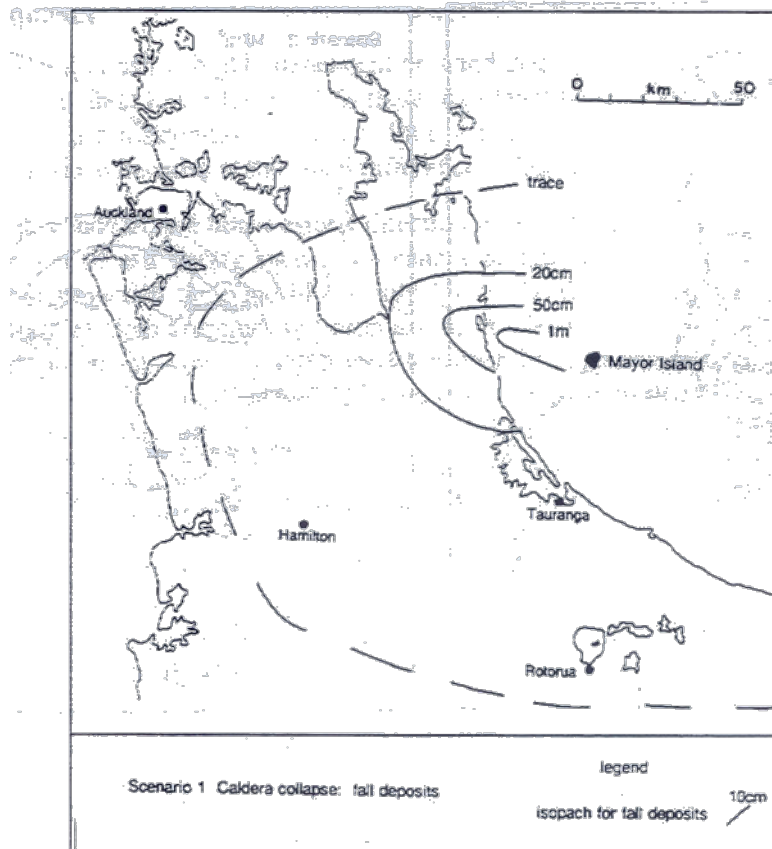 0 km 50
trace
Auckland
20cm
50cm
1m
Mayor Island
Tauranga
Hamilton
Rotorua
legend
Scenario 1 Caldera collapse: fall deposits
10cm
isopach for fall deposits